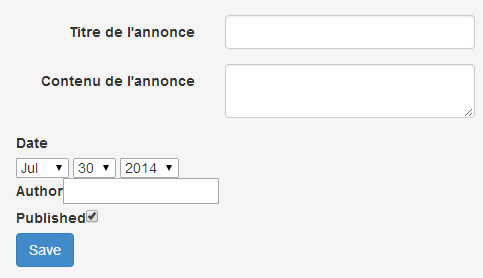 Titre de l'annonce
Contenu de l'annonce
Date
Jul 30 2014
Author
Published
Save